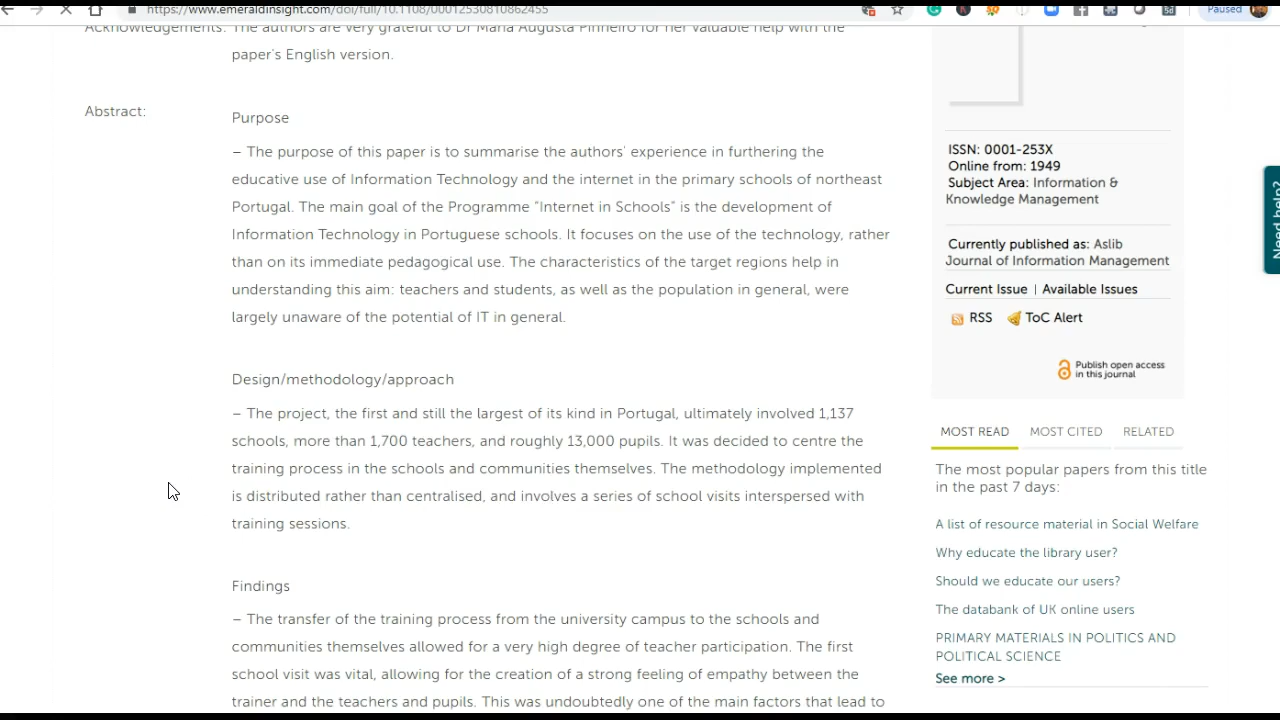 https://www.emeraldinsight.com/doi/full/10.1108/00012530810862455
Paused
Acknowledgements: The authors are very grateful to Dr Maria Augusta Pinheiro for her valuable help with the
paper's English version.
Abstract:
Purpose
– The purpose of this paper is to summarise the authors' experience in furthering the
educative use of Information Technology and the internet in the primary schools of northeast
Portugal. The main goal of the Programme “Internet in Schools” is the development of
Information Technology in Portuguese schools. It focuses on the use of the technology, rather
than on its immediate pedagogical use. The characteristics of the target regions help in
understanding this aim: teachers and students, as well as the population in general, were
largely unaware of the potential of IT in general.
Design/methodology/approach
– The project, the first and still the largest of its kind in Portugal, ultimately involved 1,137
schools, more than 1,700 teachers, and roughly 13,000 pupils. It was decided to centre the
training process in the schools and communities themselves. The methodology implemented
is distributed rather than centralised, and involves a series of school visits interspersed with
training sessions.
Findings
– The transfer of the training process from the university campus to the schools and
communities themselves allowed for a very high degree of teacher participation. The first
school visit was vital, allowing for the creation of a strong feeling of empathy between the
trainer and the teachers and pupils. This was undoubtedly one of the main factors that lead to
ISSN: 0001-253X
Online from: 1949
Subject Area: Information &
Knowledge Management
Currently published as: Aslib
Journal of Information Management
Current Issue | Available Issues
RSS ToC Alert
Publish open access
in this journal
MOST READ MOST CITED RELATED
The most popular papers from this title
in the past 7 days:
A list of resource material in Social Welfare
Why educate the library user?
Should we educate our users?
The databank of UK online users
PRIMARY MATERIALS IN POLITICS AND
POLITICAL SCIENCE
See more >
Need help?